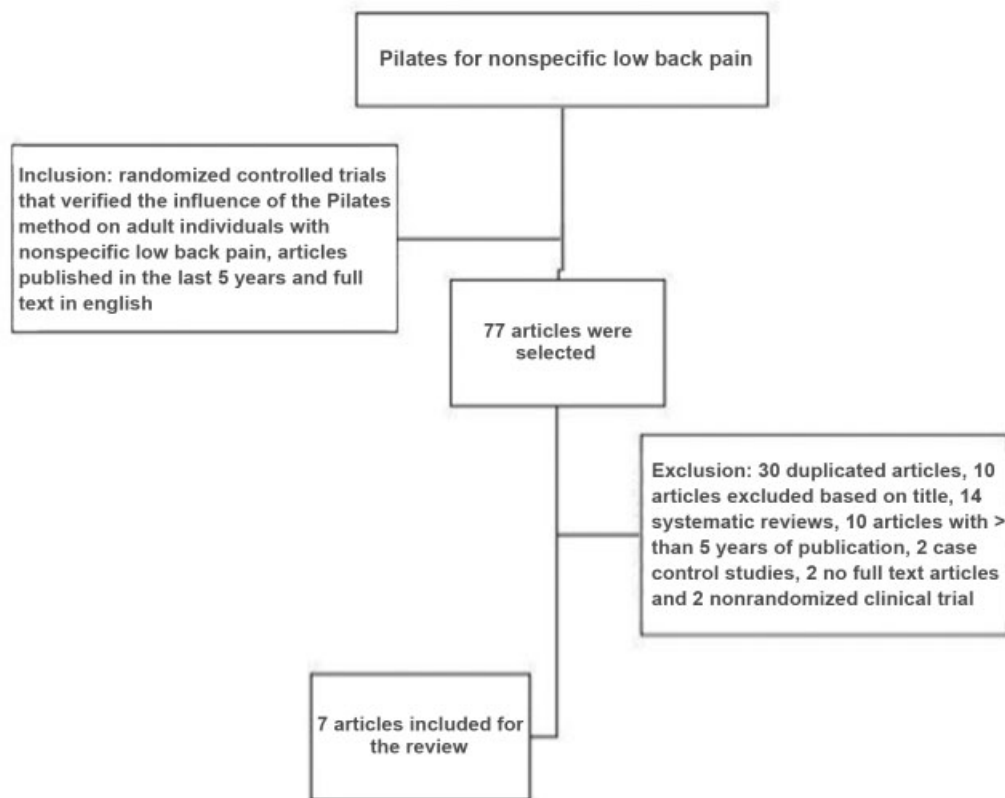 Pilates for nonspecific low back pain
Inclusion: randomized controlled trials
that verified the influence of the Pilates
method on adult individuals with
nonspecific low back pain, articles
published in the last 5 years and full
text in english
77 articles were
selected
Exclusion: 30 duplicated articles, 10
articles excluded based on title, 14
systematic reviews, 10 articles with >
than 5 years of publication, 2 case
control studies, 2 no full text articles
and 2 nonrandomized clinical trial
7 articles included for
the review